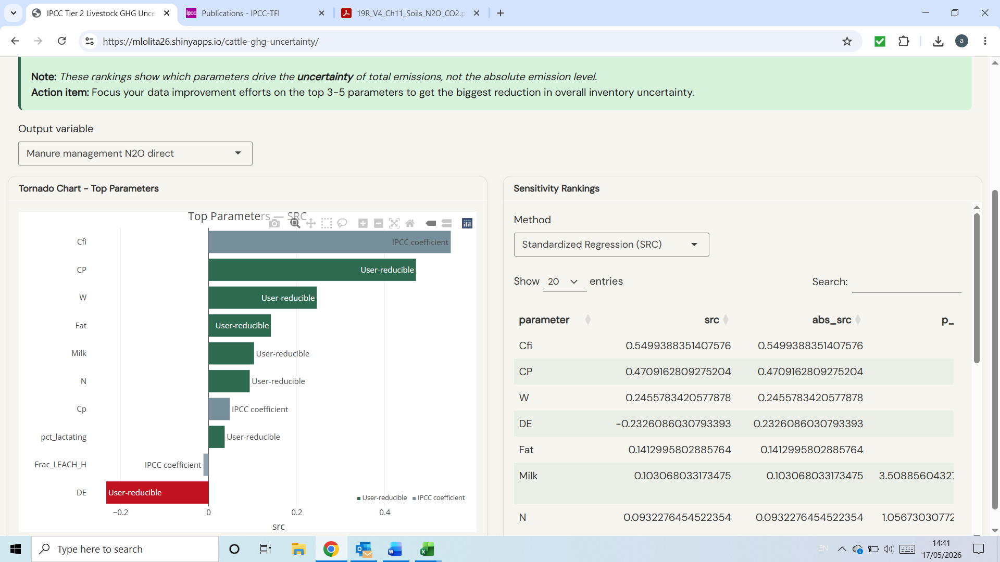 IPCC Tier 2 Livestock GHG Unce
Publications - IPCC-TFI
19R_V4_Ch11_Soils_N2O_CO2.p
https://mlolita26.shinyapps.io/cattle-ghg-uncertainty/
a
Note: These rankings show which parameters drive the uncertainty of total emissions, not the absolute emission level.
Action item: Focus your data improvement efforts on the top 3-5 parameters to get the biggest reduction in overall inventory uncertainty.
Output variable
Manure management N2O direct
Tornado Chart - Top Parameters
Top Parameters — SRC
Cfi
IPCC coefficient
CP
User-reducible
W
User-reducible
Fat
User-reducible
Milk
User-reducible
N
User-reducible
Cp
IPCC coefficient
pct_lactating
User-reducible
Frac_LEACH_H
IPCC coefficient
DE
User-reducible
User-reducible
IPCC coefficient
−0.2
0
0.2
0.4
src
Sensitivity Rankings
Method
Standardized Regression (SRC)
Show 20 entries
Search:
parameter src abs_src p_
Cfi 0.5499388351407576 0.5499388351407576
CP 0.4709162809275204 0.4709162809275204
W 0.2455783420577878 0.2455783420577878
DE -0.2326086030793393 0.2326086030793393
Fat 0.1412995802885764 0.1412995802885764
Milk 0.103068033173475 0.103068033173475 3.50885604327
N 0.0932276454522354 0.0932276454522354 1.05673030772
Type here to search
EN
14:41
17/05/2026